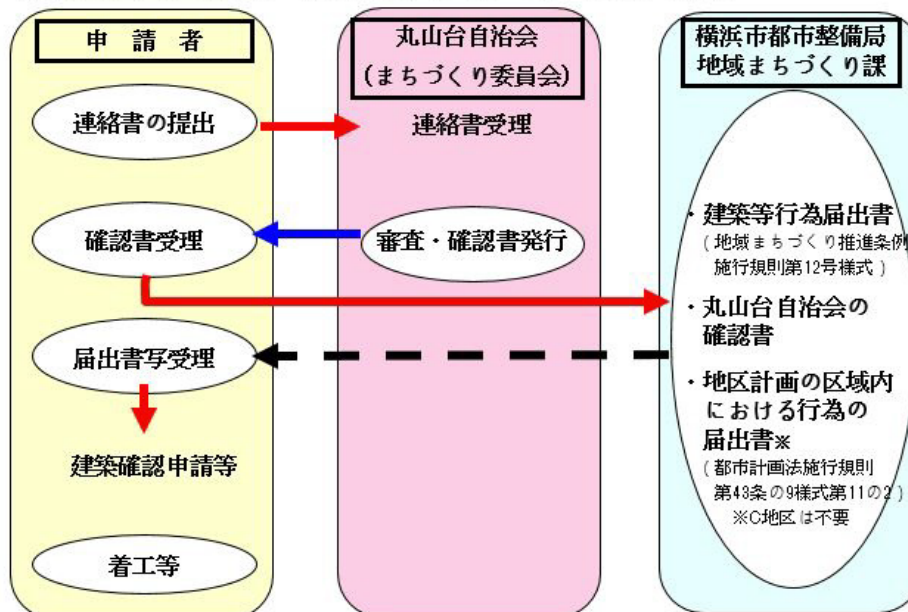 申 請 者
連絡書の提出
確認書受理
届出書写受理
建築確認申請等
着工等
丸山台自治会
(まちづくり委員会)
連絡書受理
審査・確認書発行
横浜市都市整備局
地域まちづくり課
・建築等行為届出書
(地域まちづくり推進条例
施行規則第12号様式)
・丸山台自治会の
確認書
・地区計画の区域内
における行為の
届出書※
(都市計画法施行規則
第43条の9様式第11の2)
※C地区は不要